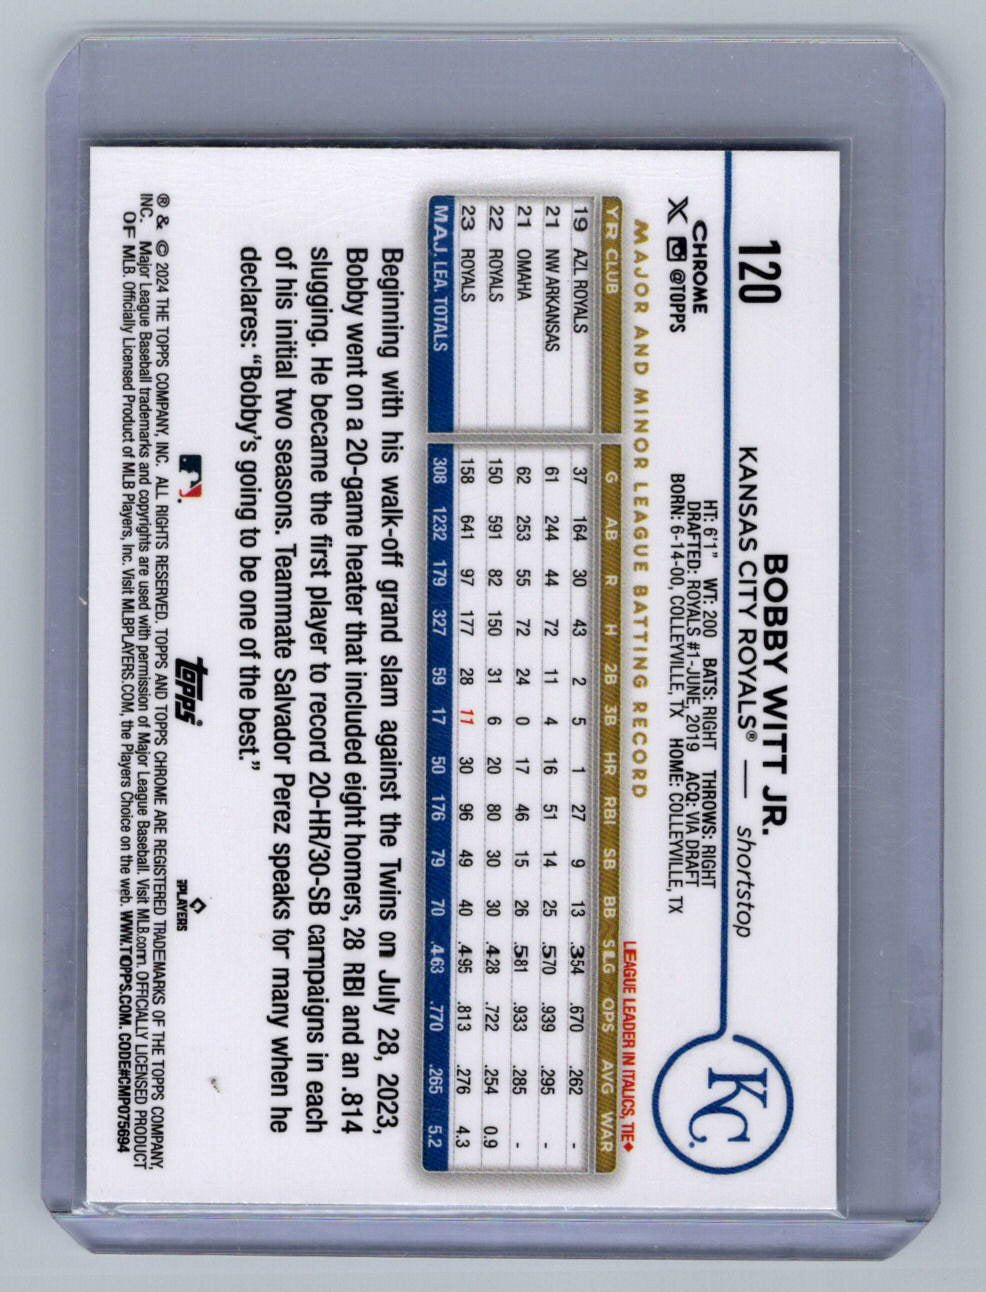 120
BOBBY WITT JR.
KANSAS CITY ROYALS® — shortstop
KC
CHROME
X @TOPPS
HT: 6'1" WT: 200 BATS: RIGHT THROWS: RIGHT
DRAFTED: ROYALS #1-JUNE, 2019 ACQ: VIA DRAFT
BORN: 6-14-00, COLLEYVILLE, TX HOME: COLLEYVILLE, TX
MAJOR AND MINOR LEAGUE BATTING RECORD
LEAGUE LEADER IN ITALICS, TIE♦
YR CLUB G AB R H 2B 3B HR RBI SB BB SLG OPS AVG WAR
19 AZL ROYALS 37 164 30 43 2 5 1 27 9 13 .354 .670 .262 -
21 NW ARKANSAS 61 244 44 72 11 4 16 51 14 25 .570 .939 .295 -
21 OMAHA 62 253 55 72 24 0 17 46 15 26 .581 .933 .285 -
22 ROYALS 150 591 82 150 31 6 20 80 30 30 .428 .722 .254 0.9
23 ROYALS 158 641 97 177 28 11 30 96 49 40 .495 .813 .276 4.3
MAJ. LEA. TOTALS 308 1232 179 327 59 17 50 176 79 70 .463 .770 .265 5.2
Beginning with his walk-off grand slam against the Twins on July 28, 2023,
Bobby went on a 20-game heater that included eight homers, 28 RBI and an .814
slugging. He became the first player to record 20-HR/30-SB campaigns in each
of his initial two seasons. Teammate Salvador Perez speaks for many when he
declares: "Bobby's going to be one of the best."
topps
PLAYERS
® & © 2024 THE TOPPS COMPANY, INC. ALL RIGHTS RESERVED. TOPPS AND TOPPS CHROME ARE REGISTERED TRADEMARKS OF THE TOPPS COMPANY,
INC. Major League Baseball trademarks and copyrights are used with permission of Major League Baseball. Visit MLB.com. OFFICIALLY LICENSED PRODUCT
OF MLB. Officially Licensed Product of MLB Players, Inc. Visit MLBPLAYERS.COM, the Players Choice on the web. WWW.TOPPS.COM. CODE#CMP075694